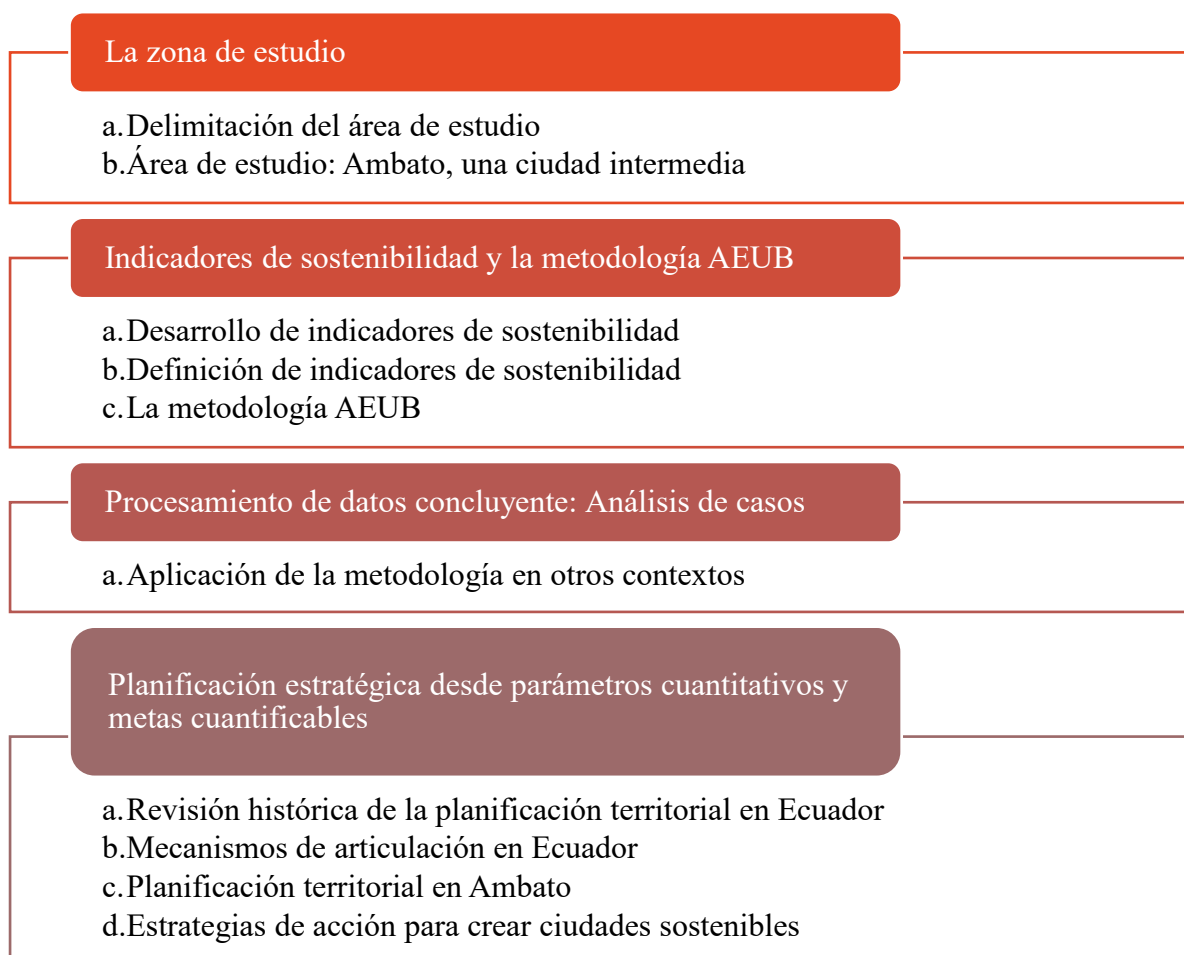 La zona de estudio
a.Delimitación del área de estudio
b.Área de estudio: Ambato, una ciudad intermedia
Indicadores de sostenibilidad y la metodología AEUB
a.Desarrollo de indicadores de sostenibilidad
b.Definición de indicadores de sostenibilidad
c.La metodología AEUB
Procesamiento de datos concluyente: Análisis de casos
a.Aplicación de la metodología en otros contextos
Planificación estratégica desde parámetros cuantitativos y
metas cuantificables
a.Revisión histórica de la planificación territorial en Ecuador
b.Mecanismos de articulación en Ecuador
c.Planificación territorial en Ambato
d.Estrategias de acción para crear ciudades sostenibles